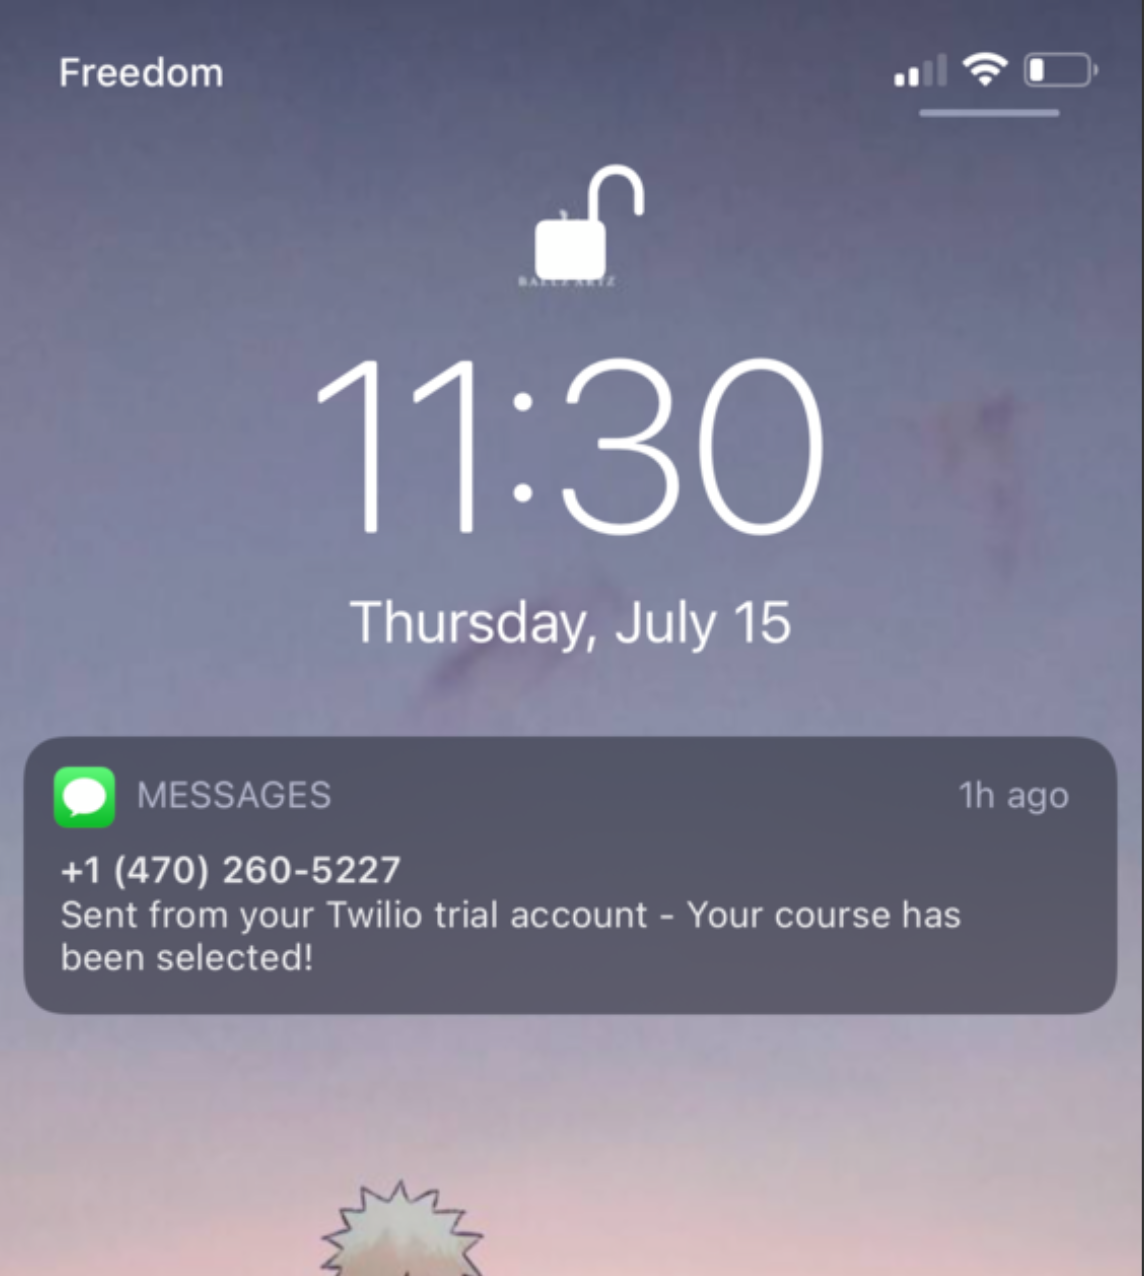 Freedom
11:30
Thursday, July 15
MESSAGES
1h ago
+1 (470) 260-5227
Sent from your Twilio trial account - Your course has
been selected!